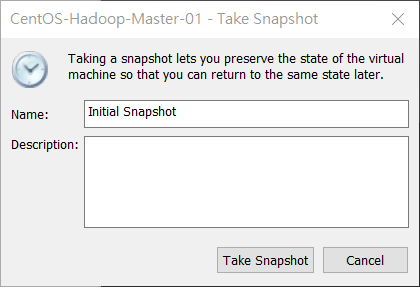 CentOS-Hadoop-Master-01 - Take Snapshot
Taking a snapshot lets you preserve the state of the virtual
machine so that you can return to the same state later.
Name: Initial Snapshot
Description:
Take Snapshot Cancel